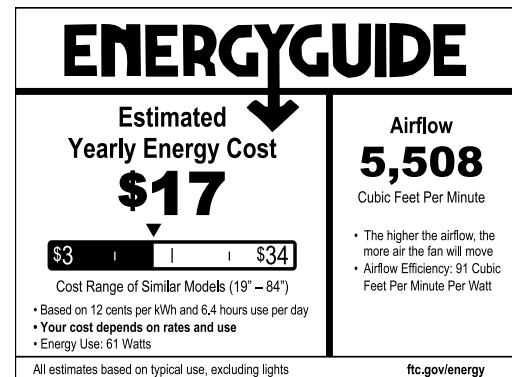 ENERGYGUIDE
Estimated
Yearly Energy Cost
$17
$3
$34
Cost Range of Similar Models (19” – 84”)
• Based on 12 cents per kWh and 6.4 hours use per day
• Your cost depends on rates and use
• Energy Use: 61 Watts
Airflow
5,508
Cubic Feet Per Minute
• The higher the airflow, the
more air the fan will move
• Airflow Efficiency: 91 Cubic
Feet Per Minute Per Watt
All estimates based on typical use, excluding lights
ftc.gov/energy